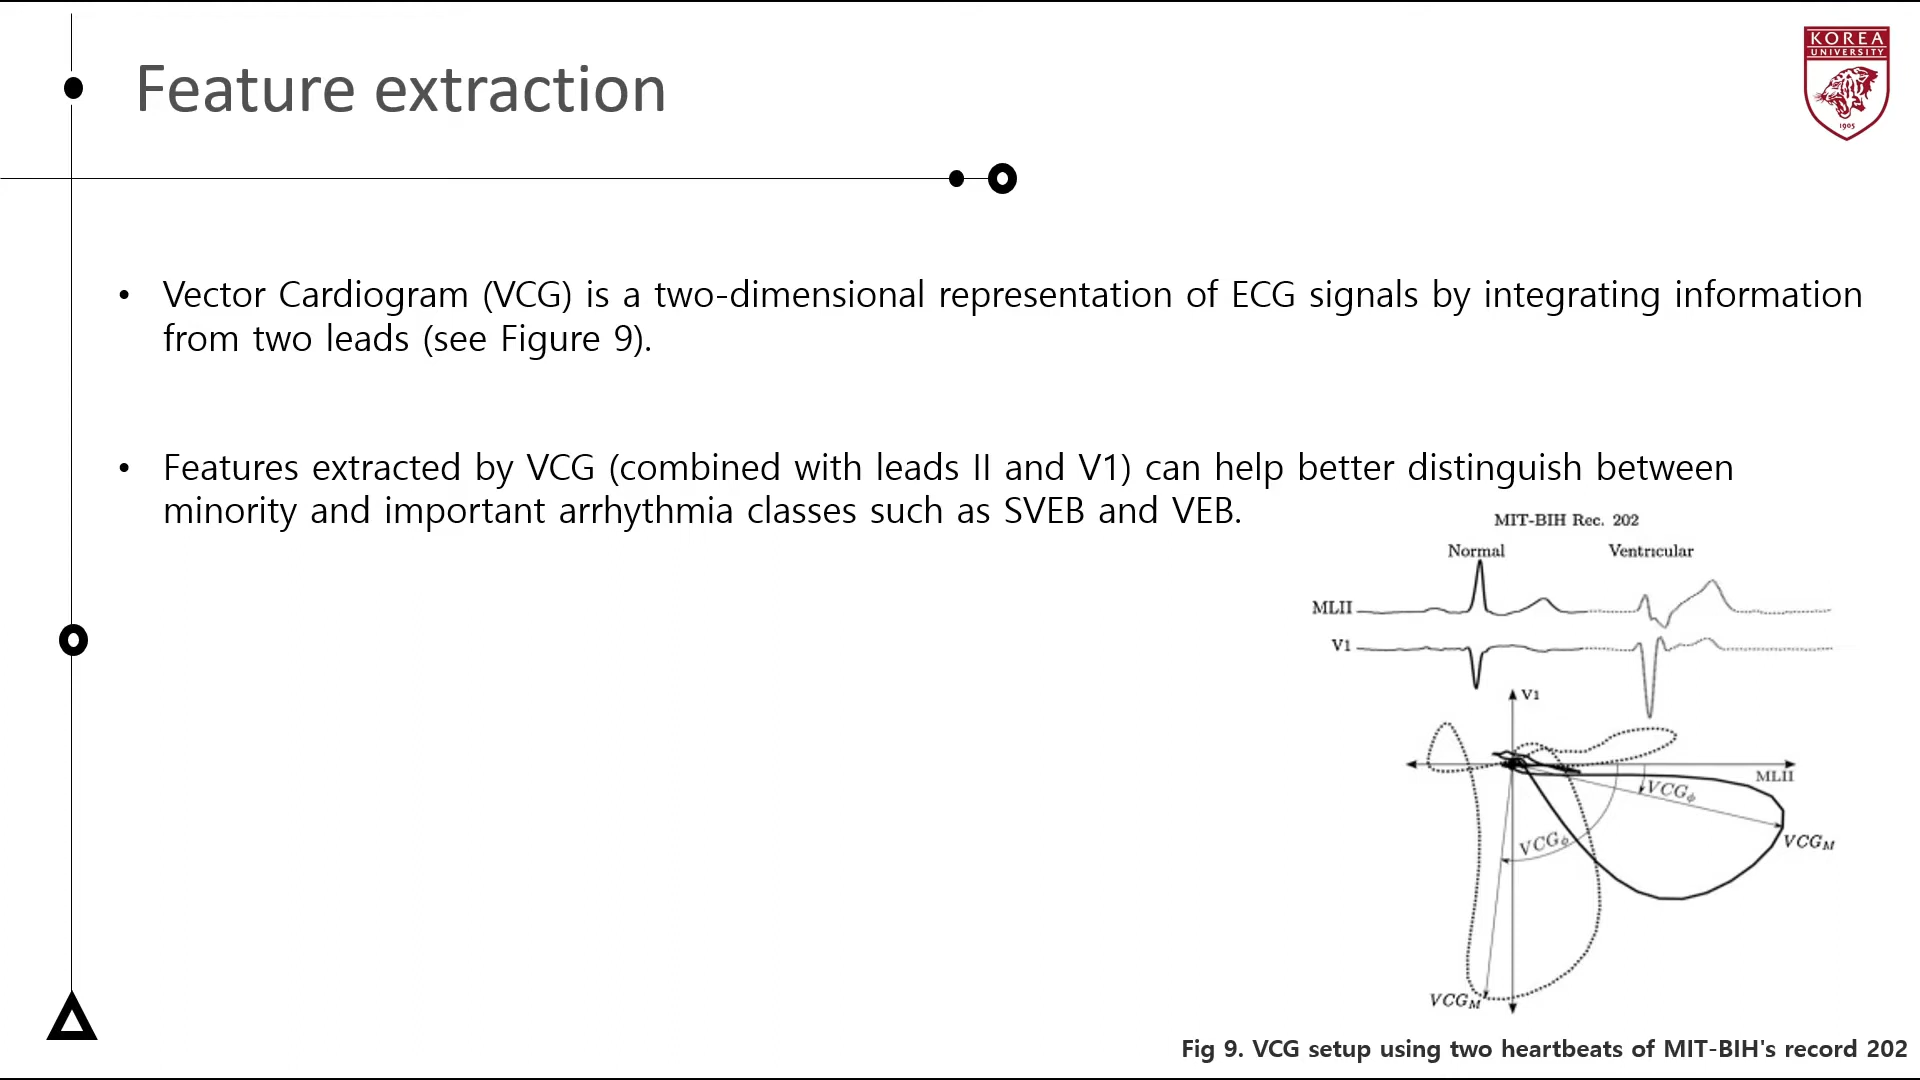 Feature extraction
KOREA
UNIVERSITY
1905
• Vector Cardiogram (VCG) is a two-dimensional representation of ECG signals by integrating information
from two leads (see Figure 9).
• Features extracted by VCG (combined with leads II and V1) can help better distinguish between
minority and important arrhythmia classes such as SVEB and VEB.
MIT-BIH Rec. 202
Normal Ventricular
MLII
V1
V1
MLII
VCGϕ
VCGM
VCGϕ
VCGM
Fig 9. VCG setup using two heartbeats of MIT-BIH's record 202